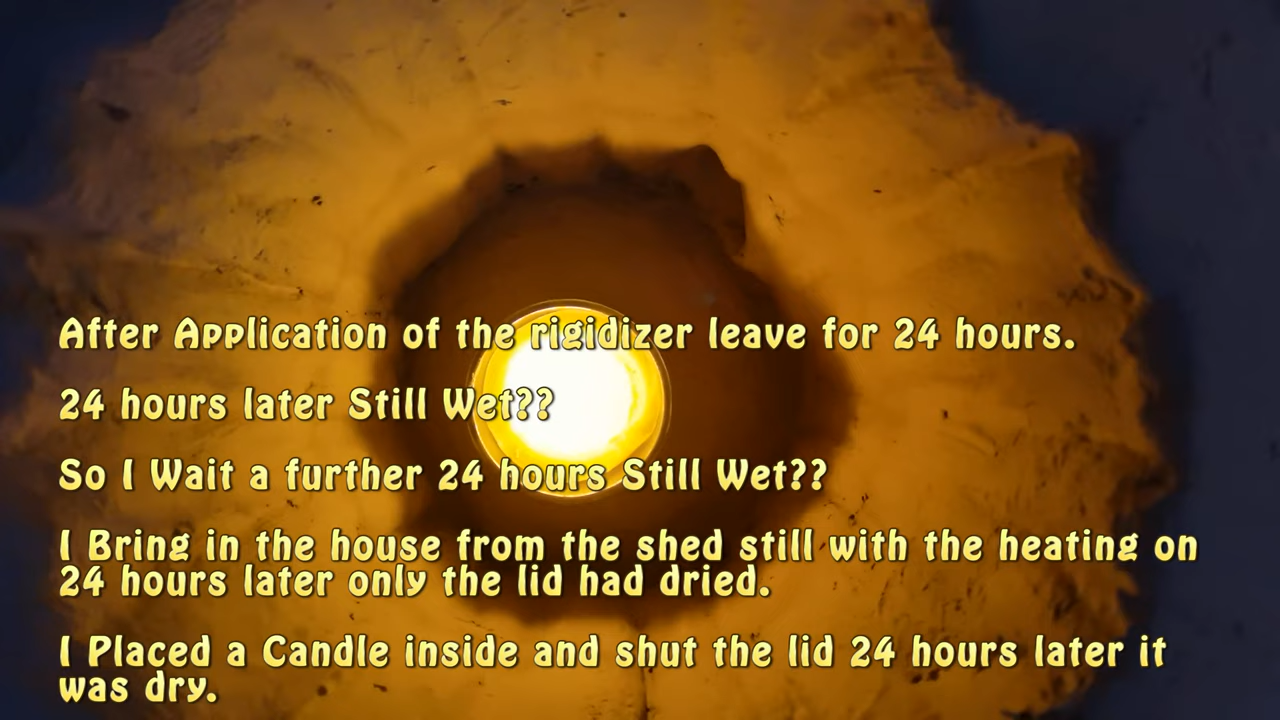 After Application of the rigidizer leave for 24 hours.
24 hours later Still Wet??
So I Wait a further 24 hours Still Wet??
I Bring in the house from the shed still with the heating on
24 hours later only the lid had dried.
I Placed a Candle inside and shut the lid 24 hours later it
was dry.